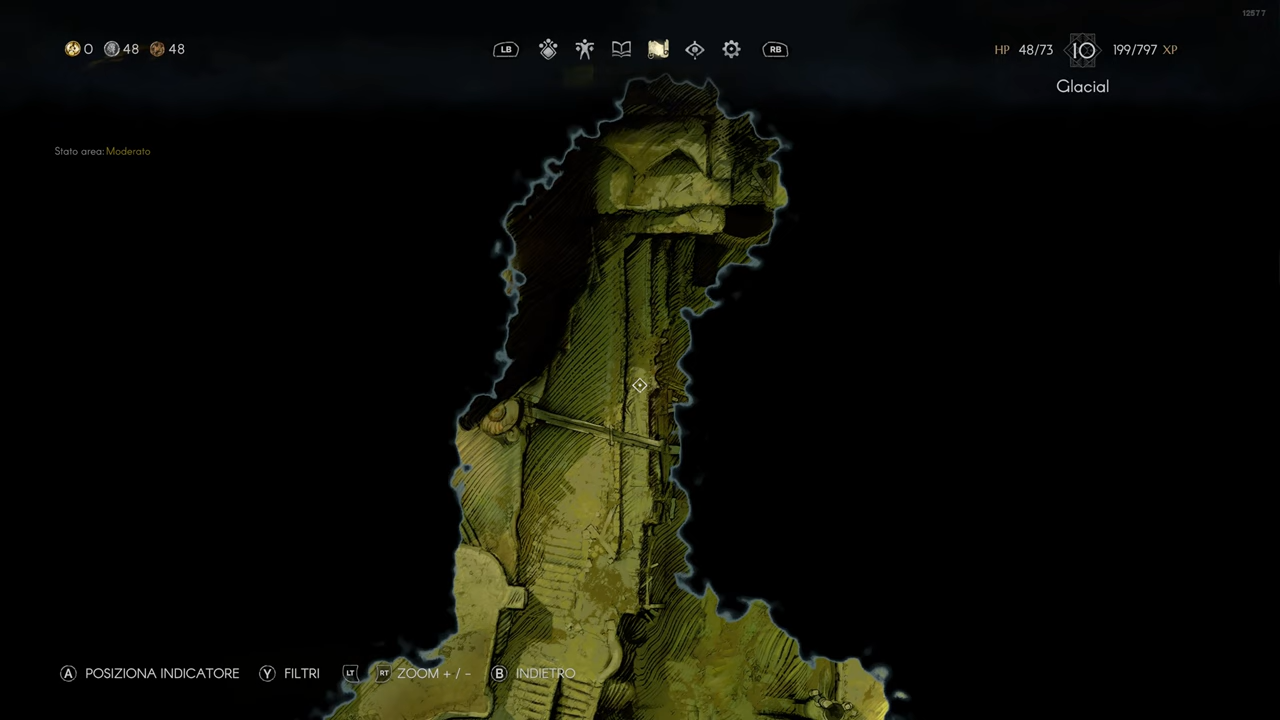 12577
0 48 48
LB RB
HP 48/73 10 199/797 XP
Glacial
Stato area: Moderato
A POSIZIONA INDICATORE Y FILTRI LT RT ZOOM + / - B INDIETRO